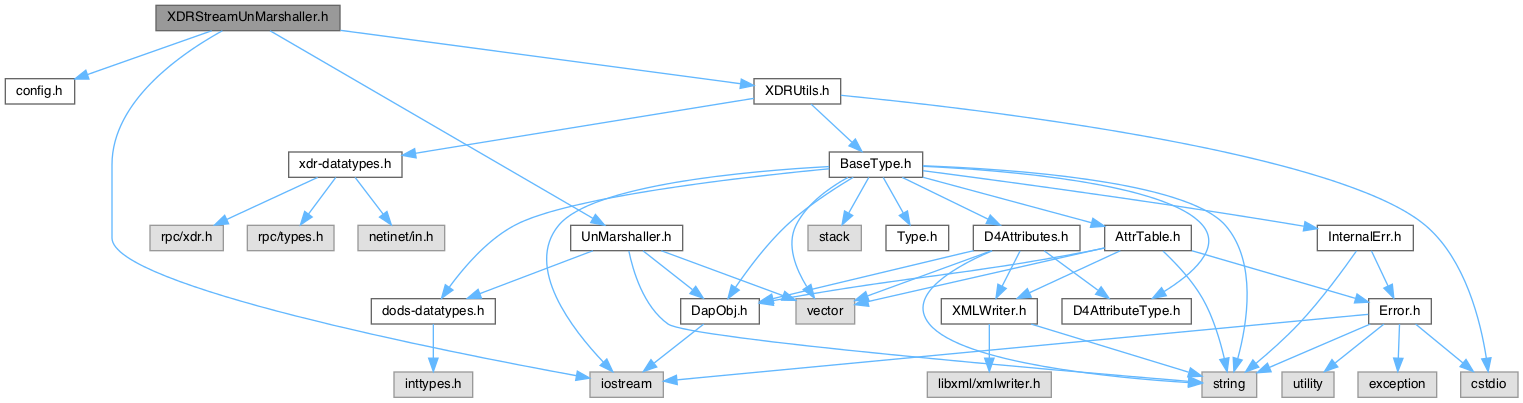 XDRStreamUnMarshaller.h
config.h
XDRUtils.h
xdr-datatypes.h
BaseType.h
rpc/xdr.h
rpc/types.h
netinet/in.h
UnMarshaller.h
stack
Type.h
D4Attributes.h
AttrTable.h
InternalErr.h
dods-datatypes.h
DapObj.h
vector
XMLWriter.h
D4AttributeType.h
Error.h
inttypes.h
iostream
libxml/xmlwriter.h
string
utility
exception
cstdio